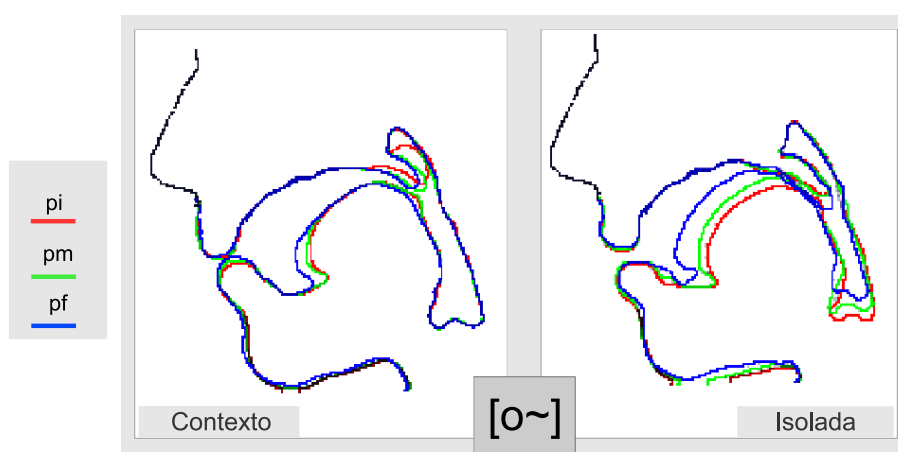 pi
pm
pf
Contexto
[o~]
Isolada